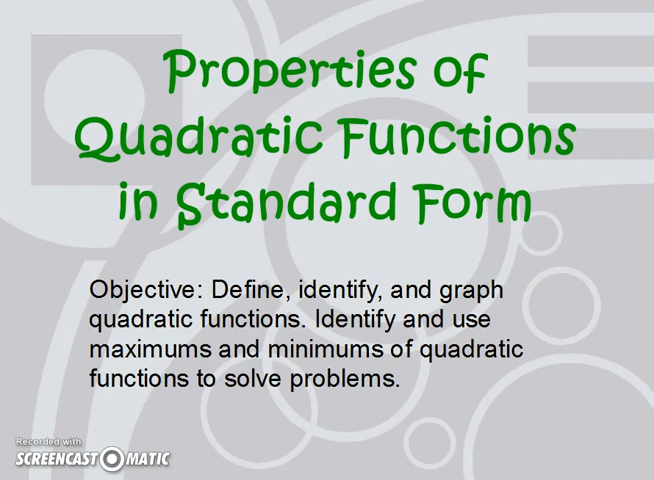 Properties of
Quadratic Functions
in Standard Form
Objective: Define, identify, and graph
quadratic functions. Identify and use
maximums and minimums of quadratic
functions to solve problems.
Recorded with
SCREENCAST-O-MATIC